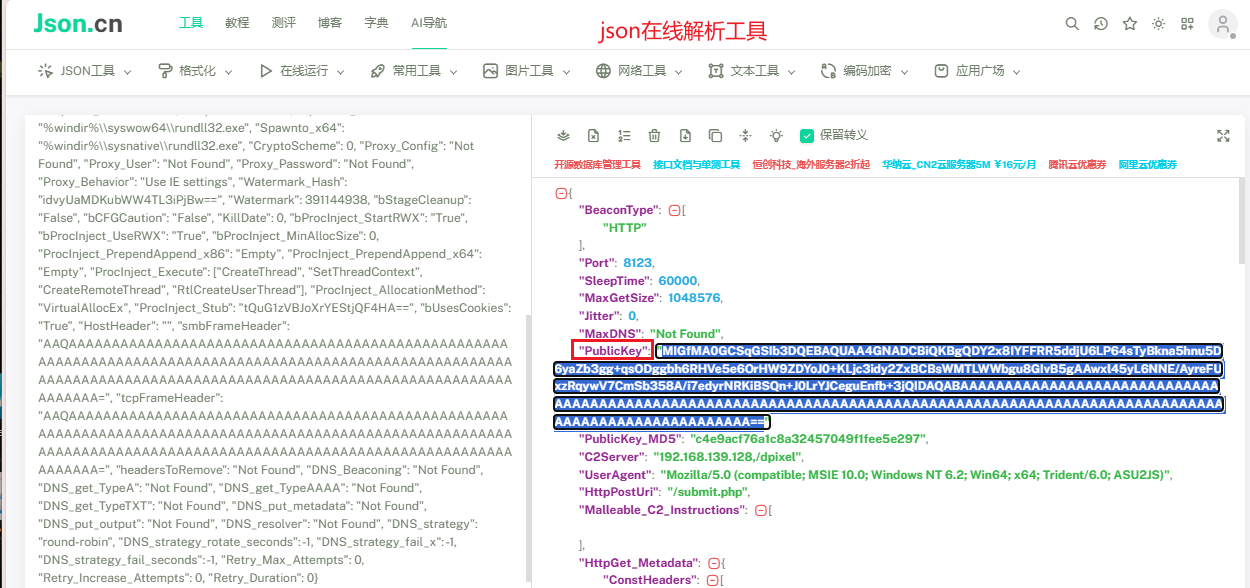 Json.cn 工具 教程 测评 博客 字典 AI导航
json在线解析工具
JSON工具 格式化 在线运行 常用工具 图片工具 网络工具 文本工具 编码加密 应用广场
"%windir%\\syswow64\\rundll32.exe", "Spawnto_x64":
"%windir%\\sysnative\\rundll32.exe", "CryptoScheme": 0, "Proxy_Config": "Not
Found", "Proxy_User": "Not Found", "Proxy_Password": "Not Found",
"Proxy_Behavior": "Use IE settings", "Watermark_Hash":
"idvyUaMDKubWW4TL3iPjBw==", "Watermark": 391144938, "bStageCleanup":
"False", "bCFGCaution": "False", "KillDate": 0, "bProcInject_StartRWX": "True",
"bProcInject_UseRWX": "True", "bProcInject_MinAllocSize": 0,
"ProcInject_PrependAppend_x86": "Empty", "ProcInject_PrependAppend_x64":
"Empty", "ProcInject_Execute": ["CreateThread", "SetThreadContext",
"CreateRemoteThread", "RtlCreateUserThread"], "ProcInject_AllocationMethod":
"VirtualAllocEx", "ProcInject_Stub": "tQuG1zVBJoXrYEStjQF4HA==", "bUsesCookies":
"True", "HostHeader": "", "smbFrameHeader":
"tcpFrameHeader":
"headersToRemove": "Not Found", "DNS_Beaconing": "Not Found",
"DNS_get_TypeA": "Not Found", "DNS_get_TypeAAAA": "Not Found",
"DNS_get_TypeTXT": "Not Found", "DNS_put_metadata": "Not Found",
"DNS_put_output": "Not Found", "DNS_resolver": "Not Found", "DNS_strategy":
"round-robin", "DNS_strategy_rotate_seconds": -1, "DNS_strategy_fail_x": -1,
"DNS_strategy_fail_seconds": -1, "Retry_Max_Attempts": 0,
"Retry_Increase_Attempts": 0, "Retry_Duration": 0}
保留转义
开源数据库管理工具 接口文档与单测工具 恒创科技_海外服务器2折起 华纳云_CN2云服务器5M ￥16元/月 腾讯云优惠券 阿里云优惠券
{
"BeaconType": [
"HTTP"
],
"Port": 8123,
"SleepTime": 60000,
"MaxGetSize": 1048576,
"Jitter": 0,
"MaxDNS": "Not Found",
"PublicKey":
"PublicKey_MD5": "c4e9acf76a1c8a32457049f1fee5e297",
"C2Server": "192.168.139.128,/dpixel",
"UserAgent": "Mozilla/5.0 (compatible; MSIE 10.0; Windows NT 6.2; Win64; x64; Trident/6.0; ASU2JS)",
"HttpPostUri": "/submit.php",
"Malleable_C2_Instructions": [
],
"HttpGet_Metadata": {
"ConstHeaders": [